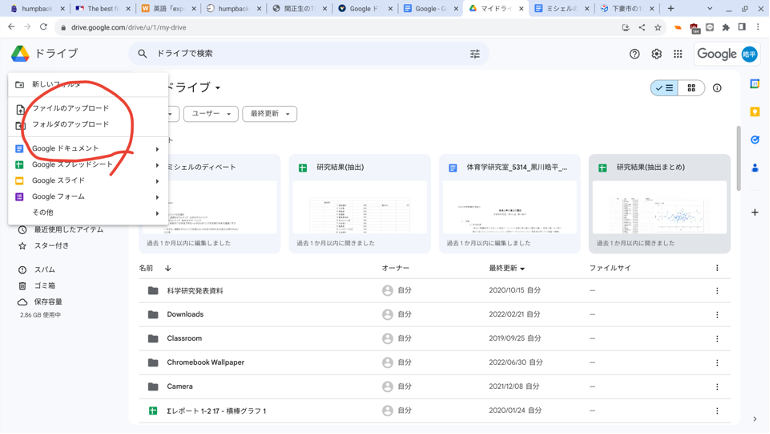 humpback
The best f
英語「expo
humpback
関正生のTi
Google ド
Google - G
マイドライ
ミシェルの
下妻市の1
drive.google.com/drive/u/1/my-drive
ドライブ
ドライブで検索
Google
皓平
新しいフォルダ
ファイルのアップロード
フォルダのアップロード
Google ドキュメント
Google スプレッドシート
Google スライド
Google フォーム
その他
最近使用したアイテム
スター付き
スパム
ゴミ箱
保存容量
2.86 GB 使用中
ドライブ
ユーザー
最終更新
ミシェルのディベート
過去 1 か月以内に編集しました
研究結果(抽出)
過去 1 か月以内に開きました
体育学研究室_5314_黒川皓平_...
過去 1 か月以内に編集しました
研究結果(抽出まとめ)
過去 1 か月以内に開きました
名前 オーナー 最終更新 ファイルサイ
科学研究発表資料 自分 2020/10/15 自分 —
Downloads 自分 2022/02/21 自分 —
Classroom 自分 2019/09/25 自分 —
Chromebook Wallpaper 自分 2022/06/30 自分 —
Camera 自分 2021/12/08 自分 —
Σレポート 1-2 17 - 横棒グラフ 1 自分 2020/01/24 自分 —